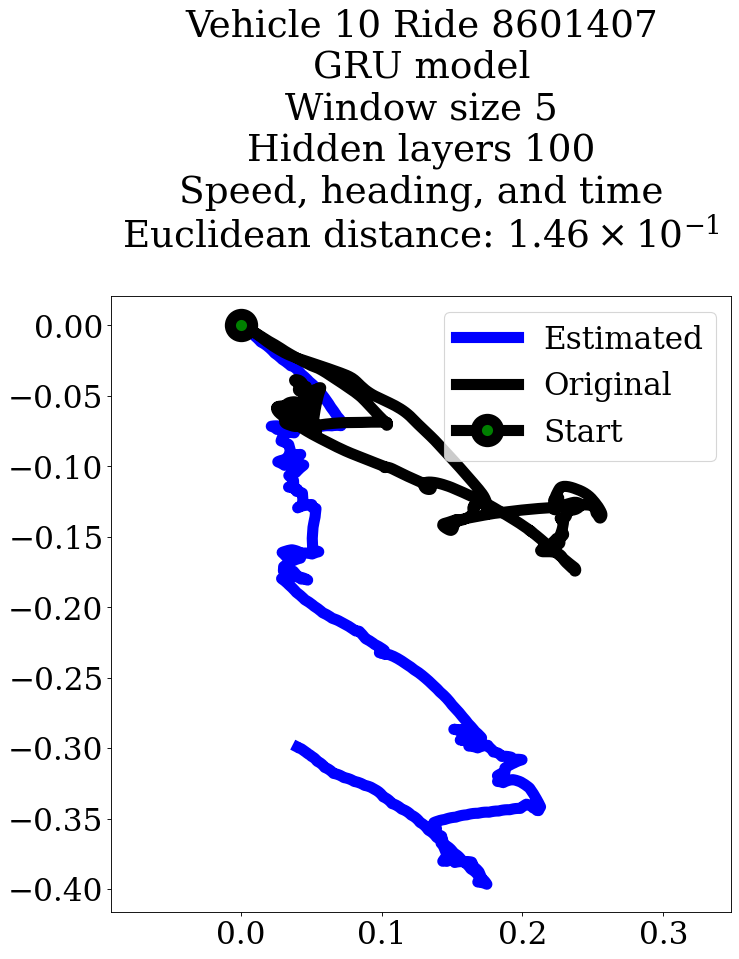 Vehicle 10 Ride 8601407
GRU model
Window size 5
Hidden layers 100
Speed, heading, and time
Euclidean distance: 1.46 × 10⁻¹
Estimated
Original
Start
0.00
−0.05
−0.10
−0.15
−0.20
−0.25
−0.30
−0.35
−0.40
0.0 0.1 0.2 0.3